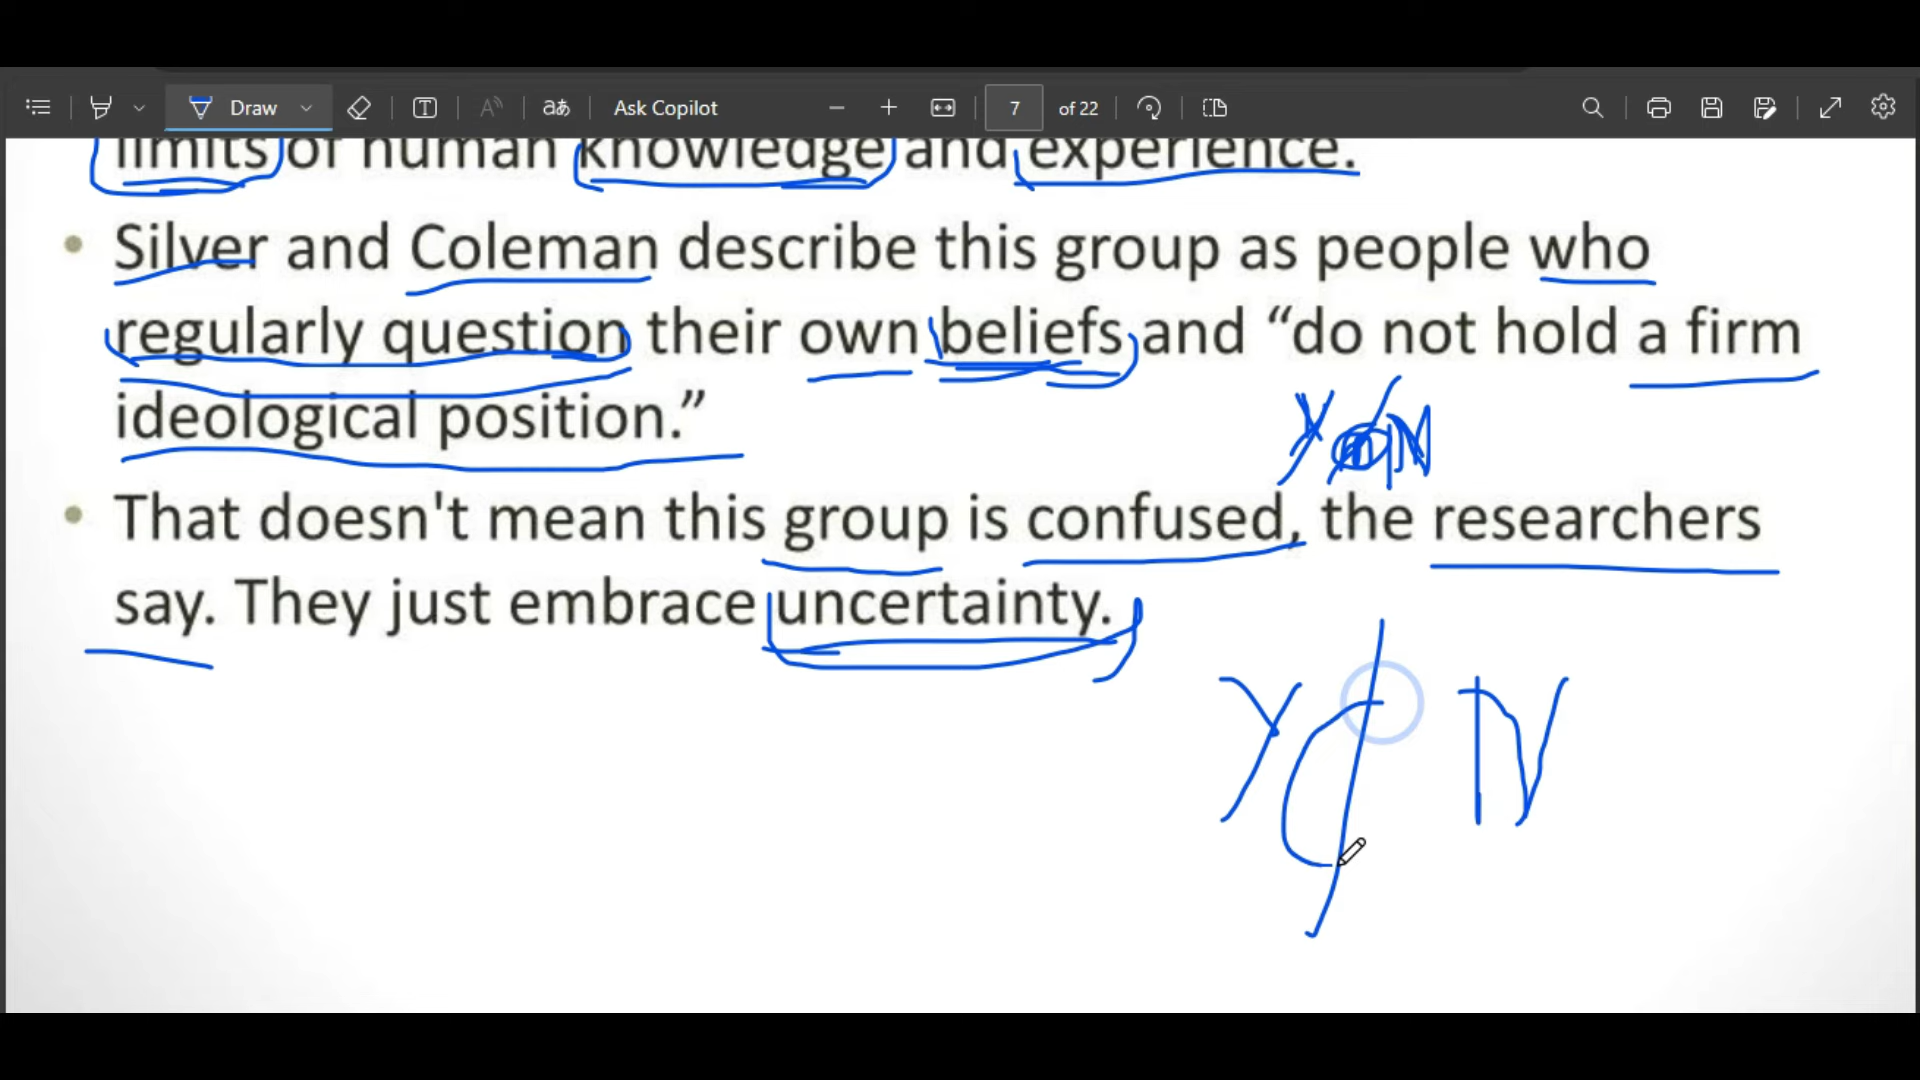 Draw
aあ
Ask Copilot
7 of 22
limits of human knowledge and experience.
• Silver and Coleman describe this group as people who
regularly question their own beliefs and “do not hold a firm
ideological position.”
Y / N
• That doesn't mean this group is confused, the researchers
say. They just embrace uncertainty.
Y / N